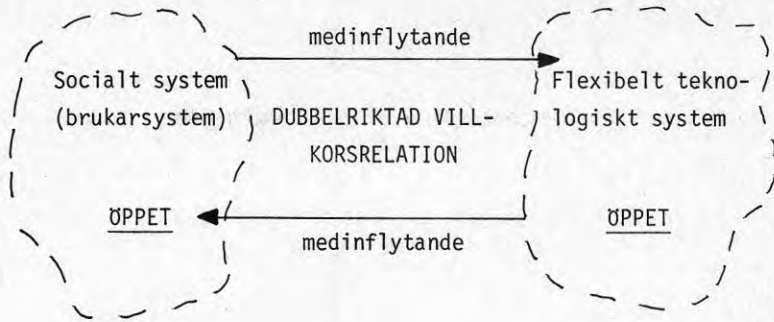 medinflytande
Socialt system
(brukarsystem)
DUBBELRIKTAD VILL-
KORSRELATION
Flexibelt tekno-
logiskt system
ÖPPET
ÖPPET
medinflytande